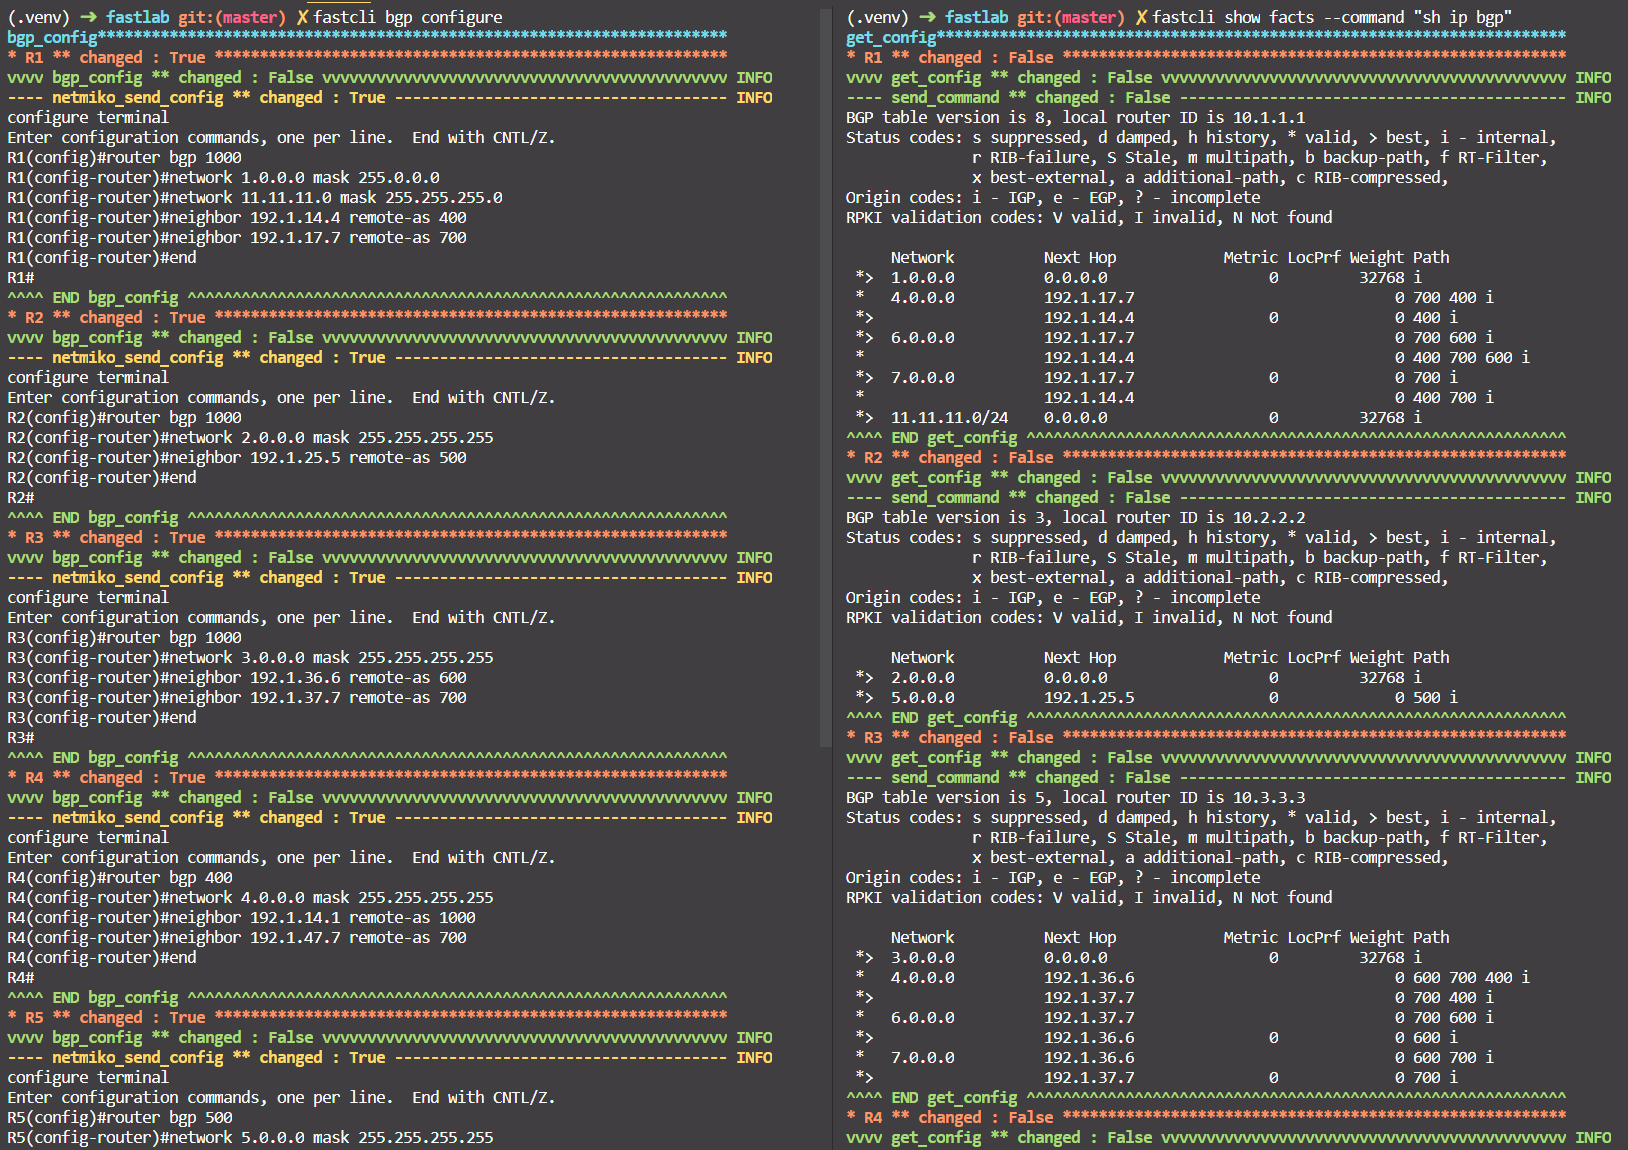 (.venv) ➜ fastlab git:(master) ✗ fastcli bgp configure
bgp_config**********************************************************************
* R1 ** changed : True *********************************************************
vvvv bgp_config ** changed : False vvvvvvvvvvvvvvvvvvvvvvvvvvvvvvvvvvvvvvvvvvvvv INFO
---- netmiko_send_config ** changed : True ------------------------------------- INFO
configure terminal
Enter configuration commands, one per line.  End with CNTL/Z.
R1(config)#router bgp 1000
R1(config-router)#network 1.0.0.0 mask 255.0.0.0
R1(config-router)#network 11.11.11.0 mask 255.255.255.0
R1(config-router)#neighbor 192.1.14.4 remote-as 400
R1(config-router)#neighbor 192.1.17.7 remote-as 700
R1(config-router)#end
R1#
^^^^ END bgp_config ^^^^^^^^^^^^^^^^^^^^^^^^^^^^^^^^^^^^^^^^^^^^^^^^^^^^^^^^^^^^
* R2 ** changed : True *********************************************************
vvvv bgp_config ** changed : False vvvvvvvvvvvvvvvvvvvvvvvvvvvvvvvvvvvvvvvvvvvvv INFO
---- netmiko_send_config ** changed : True ------------------------------------- INFO
configure terminal
Enter configuration commands, one per line.  End with CNTL/Z.
R2(config)#router bgp 1000
R2(config-router)#network 2.0.0.0 mask 255.255.255.255
R2(config-router)#neighbor 192.1.25.5 remote-as 500
R2(config-router)#end
R2#
^^^^ END bgp_config ^^^^^^^^^^^^^^^^^^^^^^^^^^^^^^^^^^^^^^^^^^^^^^^^^^^^^^^^^^^^
* R3 ** changed : True *********************************************************
vvvv bgp_config ** changed : False vvvvvvvvvvvvvvvvvvvvvvvvvvvvvvvvvvvvvvvvvvvvv INFO
---- netmiko_send_config ** changed : True ------------------------------------- INFO
configure terminal
Enter configuration commands, one per line.  End with CNTL/Z.
R3(config)#router bgp 1000
R3(config-router)#network 3.0.0.0 mask 255.255.255.255
R3(config-router)#neighbor 192.1.36.6 remote-as 600
R3(config-router)#neighbor 192.1.37.7 remote-as 700
R3(config-router)#end
R3#
^^^^ END bgp_config ^^^^^^^^^^^^^^^^^^^^^^^^^^^^^^^^^^^^^^^^^^^^^^^^^^^^^^^^^^^^
* R4 ** changed : True *********************************************************
vvvv bgp_config ** changed : False vvvvvvvvvvvvvvvvvvvvvvvvvvvvvvvvvvvvvvvvvvvvv INFO
---- netmiko_send_config ** changed : True ------------------------------------- INFO
configure terminal
Enter configuration commands, one per line.  End with CNTL/Z.
R4(config)#router bgp 400
R4(config-router)#network 4.0.0.0 mask 255.255.255.255
R4(config-router)#neighbor 192.1.14.1 remote-as 1000
R4(config-router)#neighbor 192.1.47.7 remote-as 700
R4(config-router)#end
R4#
^^^^ END bgp_config ^^^^^^^^^^^^^^^^^^^^^^^^^^^^^^^^^^^^^^^^^^^^^^^^^^^^^^^^^^^^
* R5 ** changed : True *********************************************************
vvvv bgp_config ** changed : False vvvvvvvvvvvvvvvvvvvvvvvvvvvvvvvvvvvvvvvvvvvvv INFO
---- netmiko_send_config ** changed : True ------------------------------------- INFO
configure terminal
Enter configuration commands, one per line.  End with CNTL/Z.
R5(config)#router bgp 500
R5(config-router)#network 5.0.0.0 mask 255.255.255.255
(.venv) ➜ fastlab git:(master) ✗ fastcli show facts --command "sh ip bgp"
get_config**********************************************************************
* R1 ** changed : False ********************************************************
vvvv get_config ** changed : False vvvvvvvvvvvvvvvvvvvvvvvvvvvvvvvvvvvvvvvvvvvvv INFO
---- send_command ** changed : False ------------------------------------------- INFO
BGP table version is 8, local router ID is 10.1.1.1
Status codes: s suppressed, d damped, h history, * valid, > best, i - internal,
r RIB-failure, S Stale, m multipath, b backup-path, f RT-Filter,
x best-external, a additional-path, c RIB-compressed,
Origin codes: i - IGP, e - EGP, ? - incomplete
RPKI validation codes: V valid, I invalid, N Not found
Network Next Hop Metric LocPrf Weight Path
*> 1.0.0.0 0.0.0.0 0 32768 i
* 4.0.0.0 192.1.17.7 0 700 400 i
*> 192.1.14.4 0 0 400 i
*> 6.0.0.0 192.1.17.7 0 700 600 i
* 192.1.14.4 0 400 700 600 i
*> 7.0.0.0 192.1.17.7 0 0 700 i
* 192.1.14.4 0 400 700 i
*> 11.11.11.0/24 0.0.0.0 0 32768 i
^^^^ END get_config ^^^^^^^^^^^^^^^^^^^^^^^^^^^^^^^^^^^^^^^^^^^^^^^^^^^^^^^^^^^^
* R2 ** changed : False ********************************************************
vvvv get_config ** changed : False vvvvvvvvvvvvvvvvvvvvvvvvvvvvvvvvvvvvvvvvvvvvv INFO
---- send_command ** changed : False ------------------------------------------- INFO
BGP table version is 3, local router ID is 10.2.2.2
Status codes: s suppressed, d damped, h history, * valid, > best, i - internal,
r RIB-failure, S Stale, m multipath, b backup-path, f RT-Filter,
x best-external, a additional-path, c RIB-compressed,
Origin codes: i - IGP, e - EGP, ? - incomplete
RPKI validation codes: V valid, I invalid, N Not found
Network Next Hop Metric LocPrf Weight Path
*> 2.0.0.0 0.0.0.0 0 32768 i
*> 5.0.0.0 192.1.25.5 0 0 500 i
^^^^ END get_config ^^^^^^^^^^^^^^^^^^^^^^^^^^^^^^^^^^^^^^^^^^^^^^^^^^^^^^^^^^^^
* R3 ** changed : False ********************************************************
vvvv get_config ** changed : False vvvvvvvvvvvvvvvvvvvvvvvvvvvvvvvvvvvvvvvvvvvvv INFO
---- send_command ** changed : False ------------------------------------------- INFO
BGP table version is 5, local router ID is 10.3.3.3
Status codes: s suppressed, d damped, h history, * valid, > best, i - internal,
r RIB-failure, S Stale, m multipath, b backup-path, f RT-Filter,
x best-external, a additional-path, c RIB-compressed,
Origin codes: i - IGP, e - EGP, ? - incomplete
RPKI validation codes: V valid, I invalid, N Not found
Network Next Hop Metric LocPrf Weight Path
*> 3.0.0.0 0.0.0.0 0 32768 i
* 4.0.0.0 192.1.36.6 0 600 700 400 i
*> 192.1.37.7 0 700 400 i
* 6.0.0.0 192.1.37.7 0 700 600 i
*> 192.1.36.6 0 0 600 i
* 7.0.0.0 192.1.36.6 0 600 700 i
*> 192.1.37.7 0 0 700 i
^^^^ END get_config ^^^^^^^^^^^^^^^^^^^^^^^^^^^^^^^^^^^^^^^^^^^^^^^^^^^^^^^^^^^^
* R4 ** changed : False ********************************************************
vvvv get_config ** changed : False vvvvvvvvvvvvvvvvvvvvvvvvvvvvvvvvvvvvvvvvvvvvv INFO